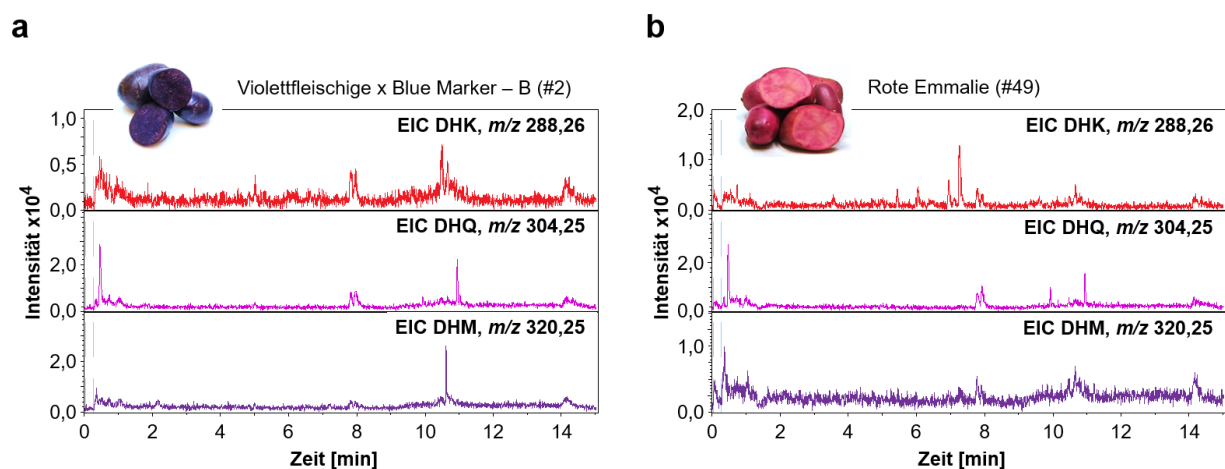 a
Violettfleischige x Blue Marker – B (#2)
Intensität x10⁴
1,0
0,5
0,0
EIC DHK, m/z 288,26
2,0
0,0
EIC DHQ, m/z 304,25
2,0
0,0
EIC DHM, m/z 320,25
0 2 4 6 8 10 12 14
Zeit [min]
b
Rote Emmalie (#49)
Intensität x10⁴
2,0
1,0
0,0
EIC DHK, m/z 288,26
2,0
0,0
EIC DHQ, m/z 304,25
1,0
0,0
EIC DHM, m/z 320,25
0 2 4 6 8 10 12 14
Zeit [min]